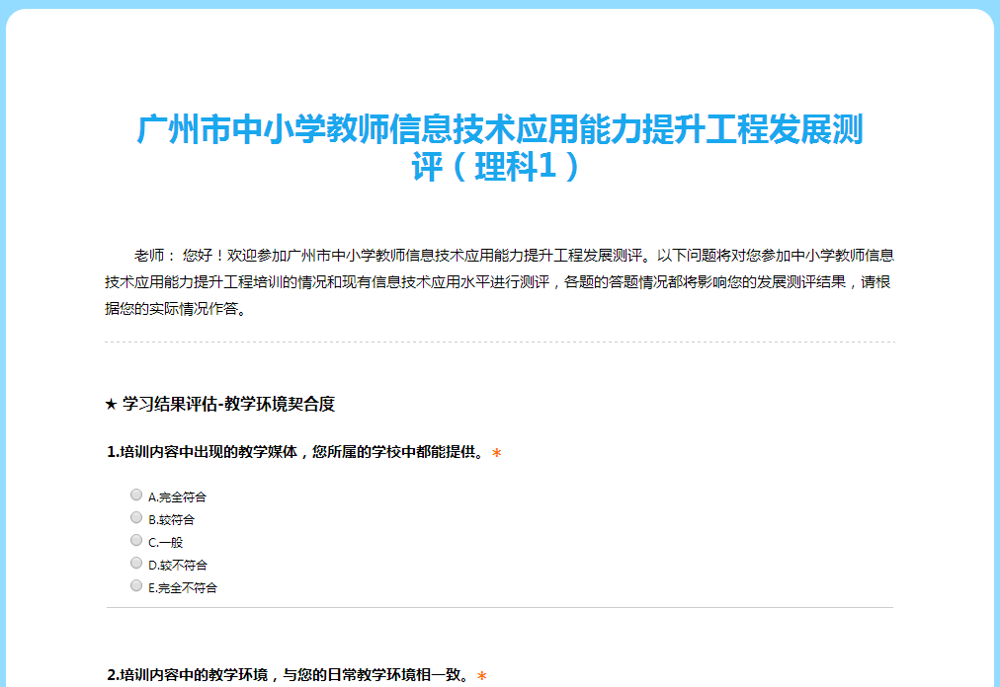 广州市中小学教师信息技术应用能力提升工程发展测
评（理科1）
老师： 您好！欢迎参加广州市中小学教师信息技术应用能力提升工程发展测评。以下问题将对您参加中小学教师信息
技术应用能力提升工程培训的情况和现有信息技术应用水平进行测评，各题的答题情况都将影响您的发展测评结果，请根
据您的实际情况作答。
★ 学习结果评估-教学环境契合度
1.培训内容中出现的教学媒体，您所属的学校中都能提供。*
A.完全符合
B.较符合
C.一般
D.较不符合
E.完全不符合
2.培训内容中的教学环境，与您的日常教学环境相一致。*